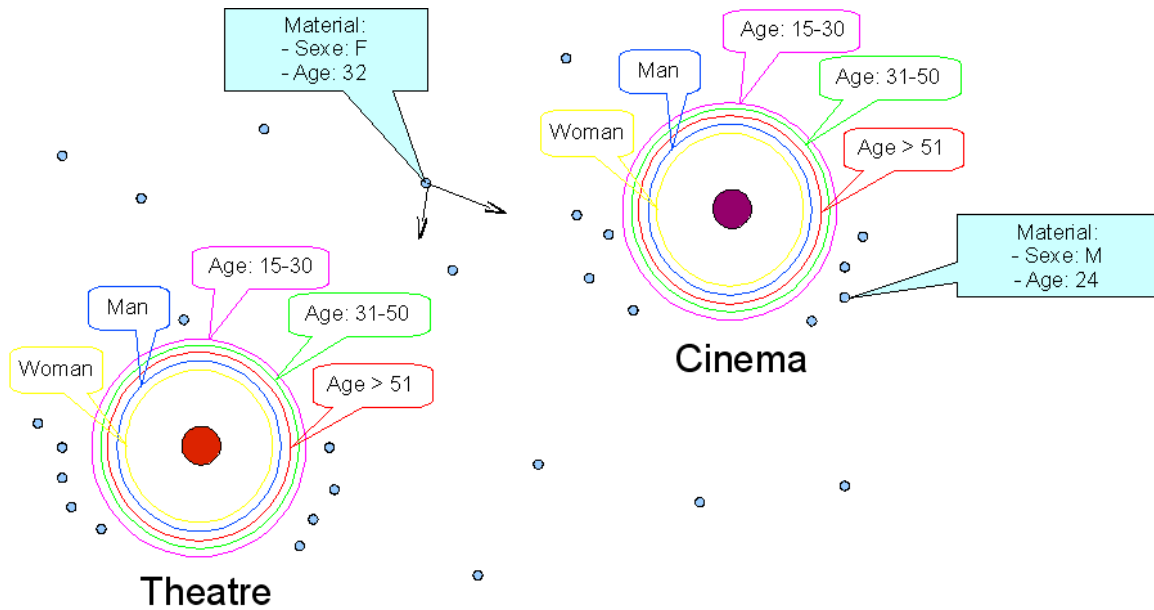 Material:
- Sexe: F
- Age: 32
Age: 15-30
Man
Age: 31-50
Woman
Age > 51
Material:
- Sexe: M
- Age: 24
Cinema
Age: 15-30
Man
Age: 31-50
Woman
Age > 51
Theatre